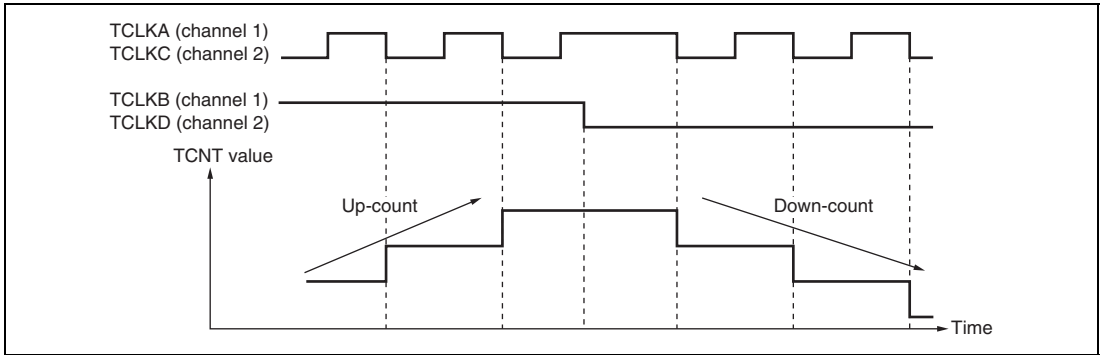 TCLKA (channel 1)
TCLKC (channel 2)
TCLKB (channel 1)
TCLKD (channel 2)
TCNT value
Up-count
Down-count
Time